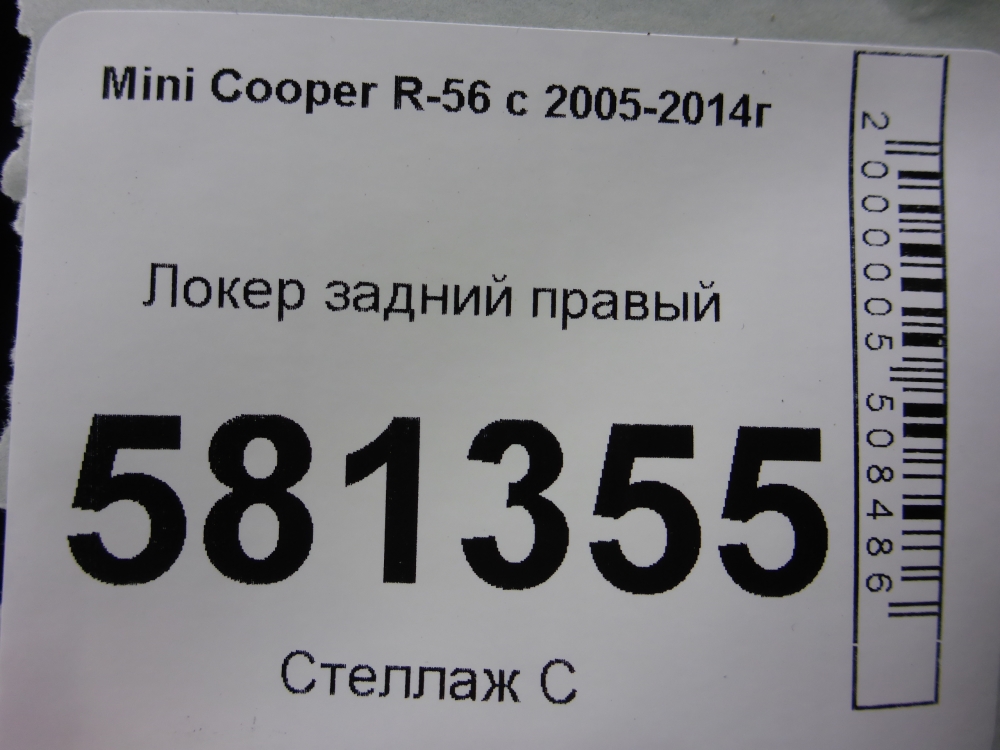 Mini Cooper R-56 с 2005-2014г
Локер задний правый
581355
Стеллаж С
2000005508486